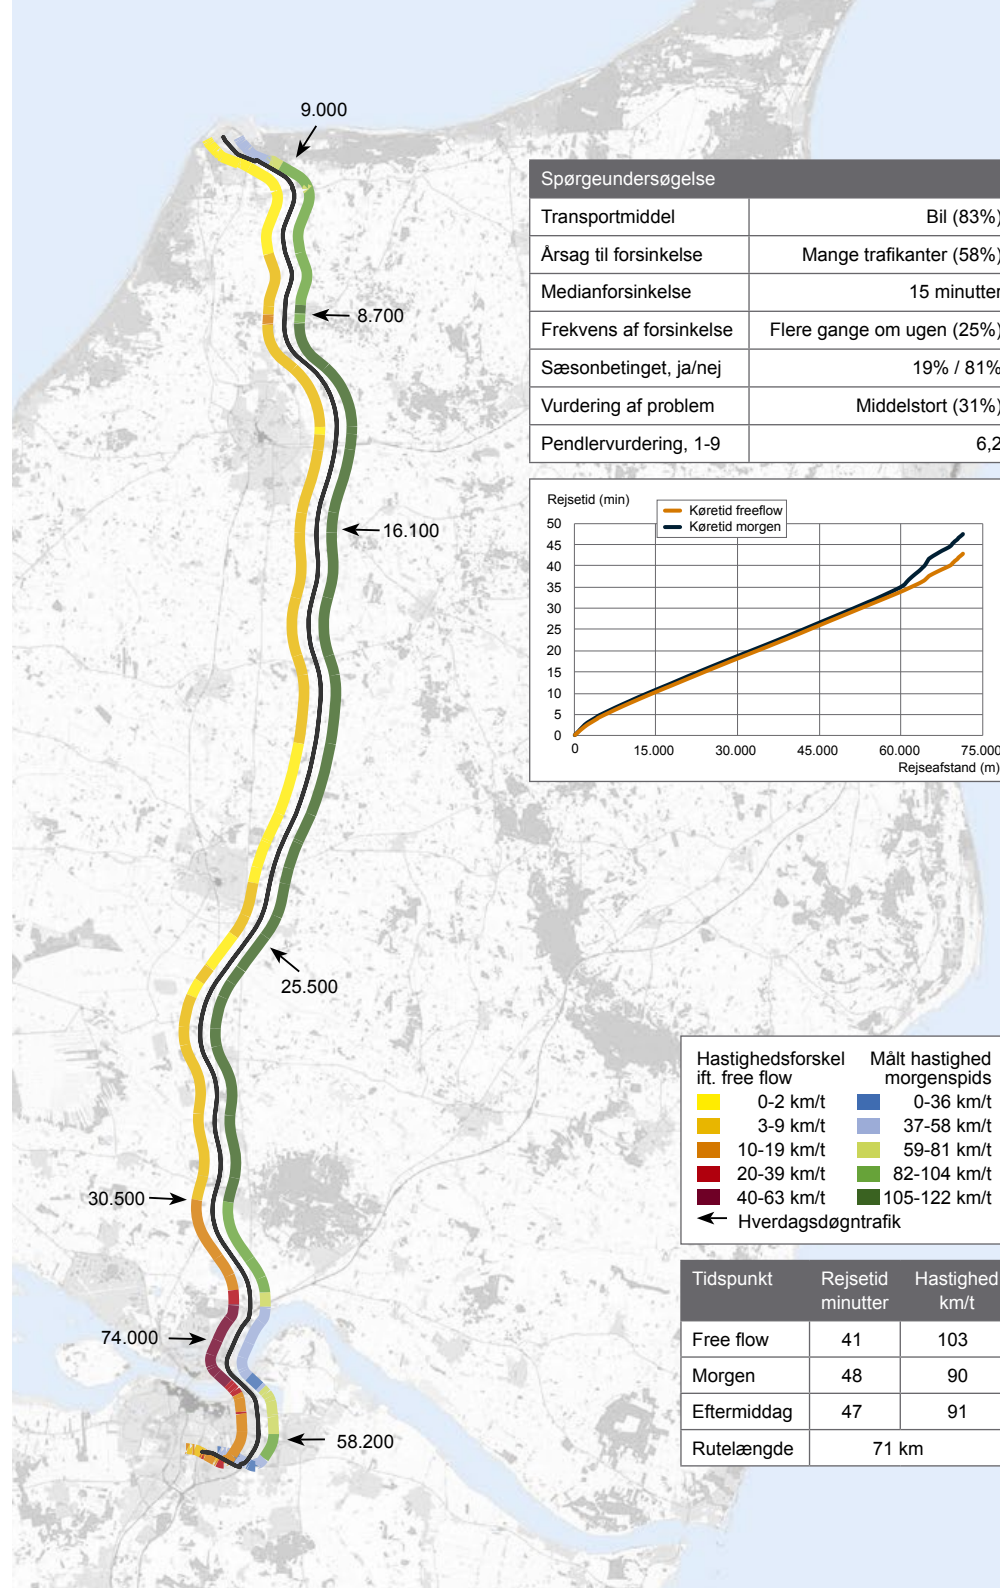 9.000
Spørgeundersøgelse
Transportmiddel Bil (83%)
Årsag til forsinkelse Mange trafikanter (58%)
Medianforsinkelse 15 minutter
Frekvens af forsinkelse Flere gange om ugen (25%)
Sæsonbetinget, ja/nej 19% / 81%
Vurdering af problem Middelstort (31%)
Pendlervurdering, 1-9 6,2
8.700
16.100
Rejsetid (min)
Køretid freeflow
Køretid morgen
50
45
40
35
30
25
20
15
10
5
0
0 15.000 30.000 45.000 60.000 75.000
Rejseafstand (m)
25.500
30.500
74.000
58.200
Hastighedsforskel Målt hastighed
ift. free flow morgenspids
0-2 km/t 0-36 km/t
3-9 km/t 37-58 km/t
10-19 km/t 59-81 km/t
20-39 km/t 82-104 km/t
40-63 km/t 105-122 km/t
Hverdagsdøgntrafik
Tidspunkt Rejsetid Hastighed
minutter km/t
Free flow 41 103
Morgen 48 90
Eftermiddag 47 91
Rutelængde 71 km